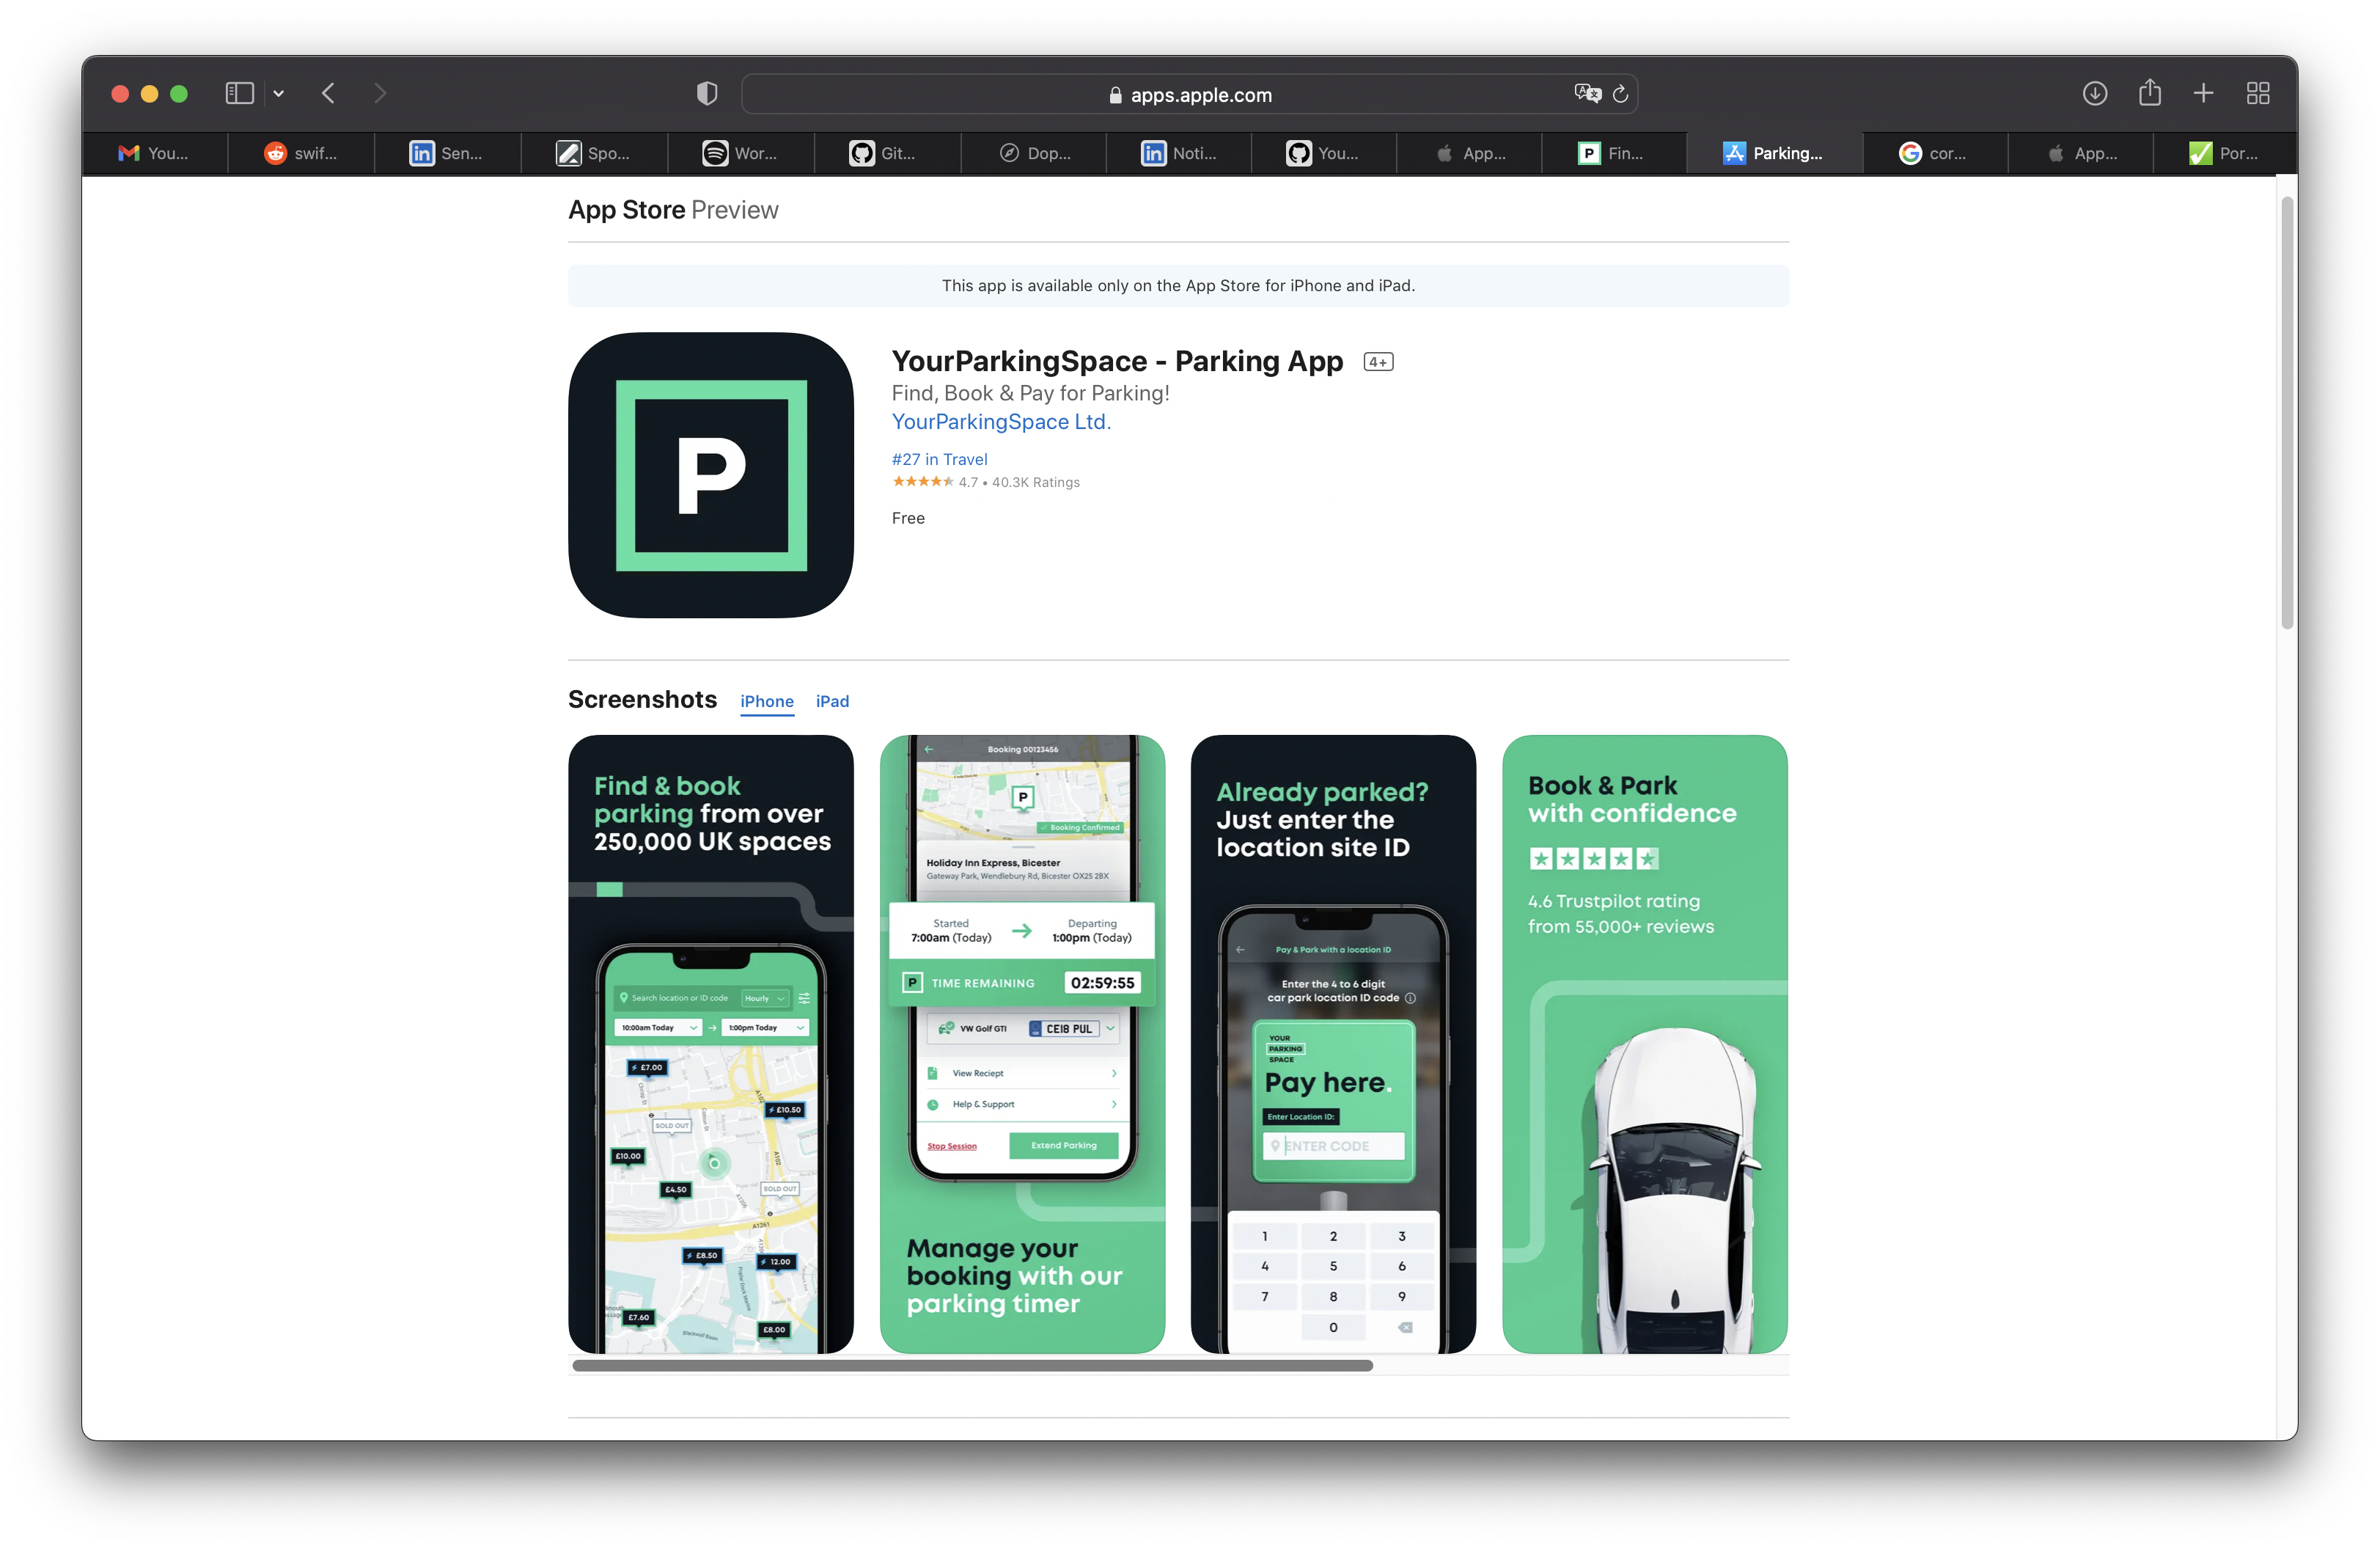 apps.apple.com
You...
swif...
Sen...
Spo...
Wor...
Git...
Dop...
Noti...
You...
App...
Fin...
Parking...
cor...
App...
Por...
App Store Preview
This app is available only on the App Store for iPhone and iPad.
P
YourParkingSpace - Parking App 4+
Find, Book & Pay for Parking!
YourParkingSpace Ltd.
#27 in Travel
4.7 • 40.3K Ratings
Free
Screenshots iPhone iPad
Find & book
parking from over
250,000 UK spaces
Search location or ID code Hourly
10:00am Today 1:00pm Today
£7.00
£10.50
SOLD OUT
£10.00
£4.50
SOLD OUT
A102
A102
A1261
£8.50
12.00
£7.60
£8.00
Blackwall Basin
Booking 00123456
P
Booking Confirmed
Holiday Inn Express, Bicester
Gateway Park, Wendlebury Rd, Bicester OX25 2BX
Started Departing
7:00am (Today) 1:00pm (Today)
P TIME REMAINING 02:59:55
VW Golf GTI CE18 PUL
View Reciept
Help & Support
Stop Session Extend Parking
Manage your
booking with our
parking timer
Already parked?
Just enter the
location site ID
Pay & Park with a location ID
Enter the 4 to 6 digit
car park location ID code
YOUR
PARKING
SPACE
Pay here.
Enter Location ID:
ENTER CODE
1 2 3
4 5 6
7 8 9
0
Book & Park
with confidence
4.6 Trustpilot rating
from 55,000+ reviews